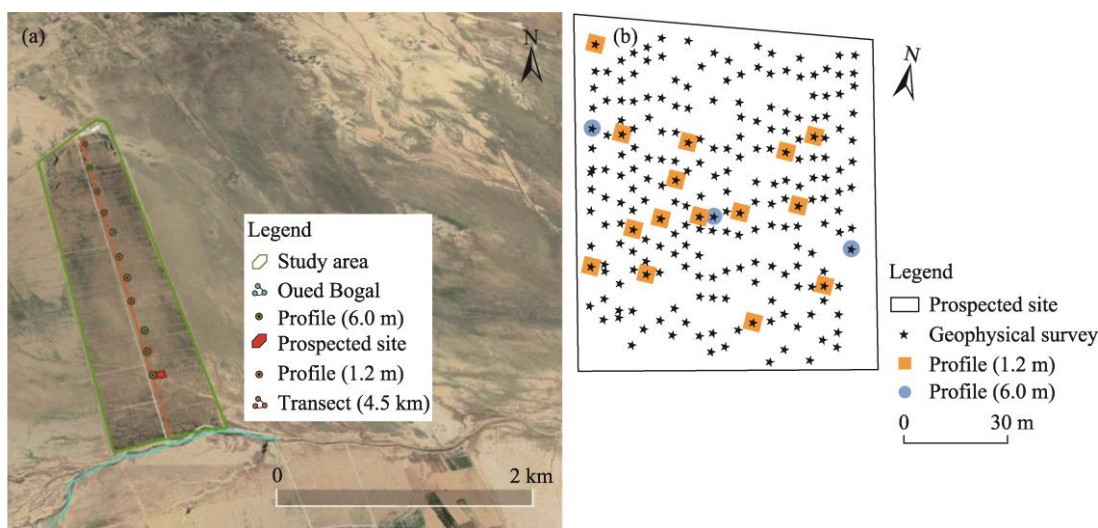 (a)
N
Legend
Study area
Oued Bogal
Profile (6.0 m)
Prospected site
Profile (1.2 m)
Transect (4.5 km)
0
2 km
(b)
N
Legend
Prospected site
Geophysical survey
Profile (1.2 m)
Profile (6.0 m)
0
30 m